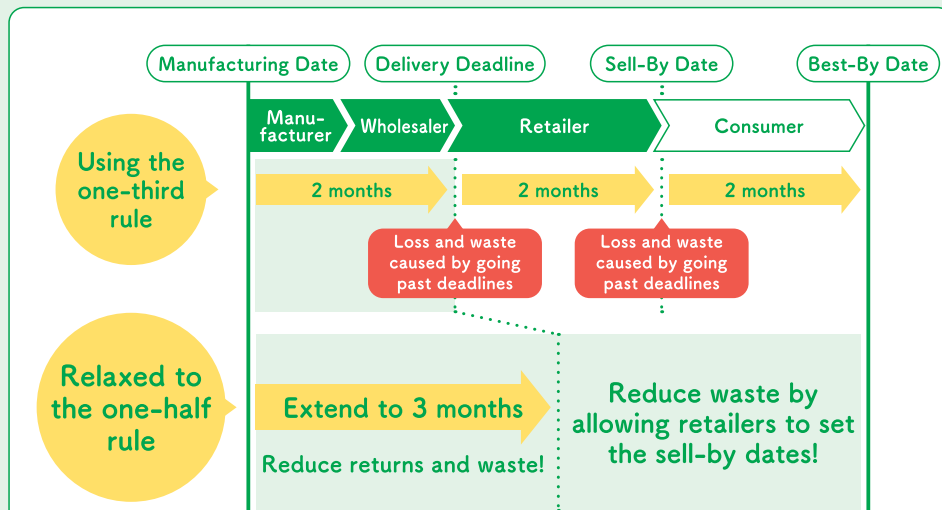 Manufacturing Date
Delivery Deadline
Sell-By Date
Best-By Date
Manu-
facturer
Wholesaler
Retailer
Consumer
Using the
one-third
rule
2 months
2 months
2 months
Loss and waste
caused by going
past deadlines
Loss and waste
caused by going
past deadlines
Relaxed to
the one-half
rule
Extend to 3 months
Reduce returns and waste!
Reduce waste by
allowing retailers to set
the sell-by dates!